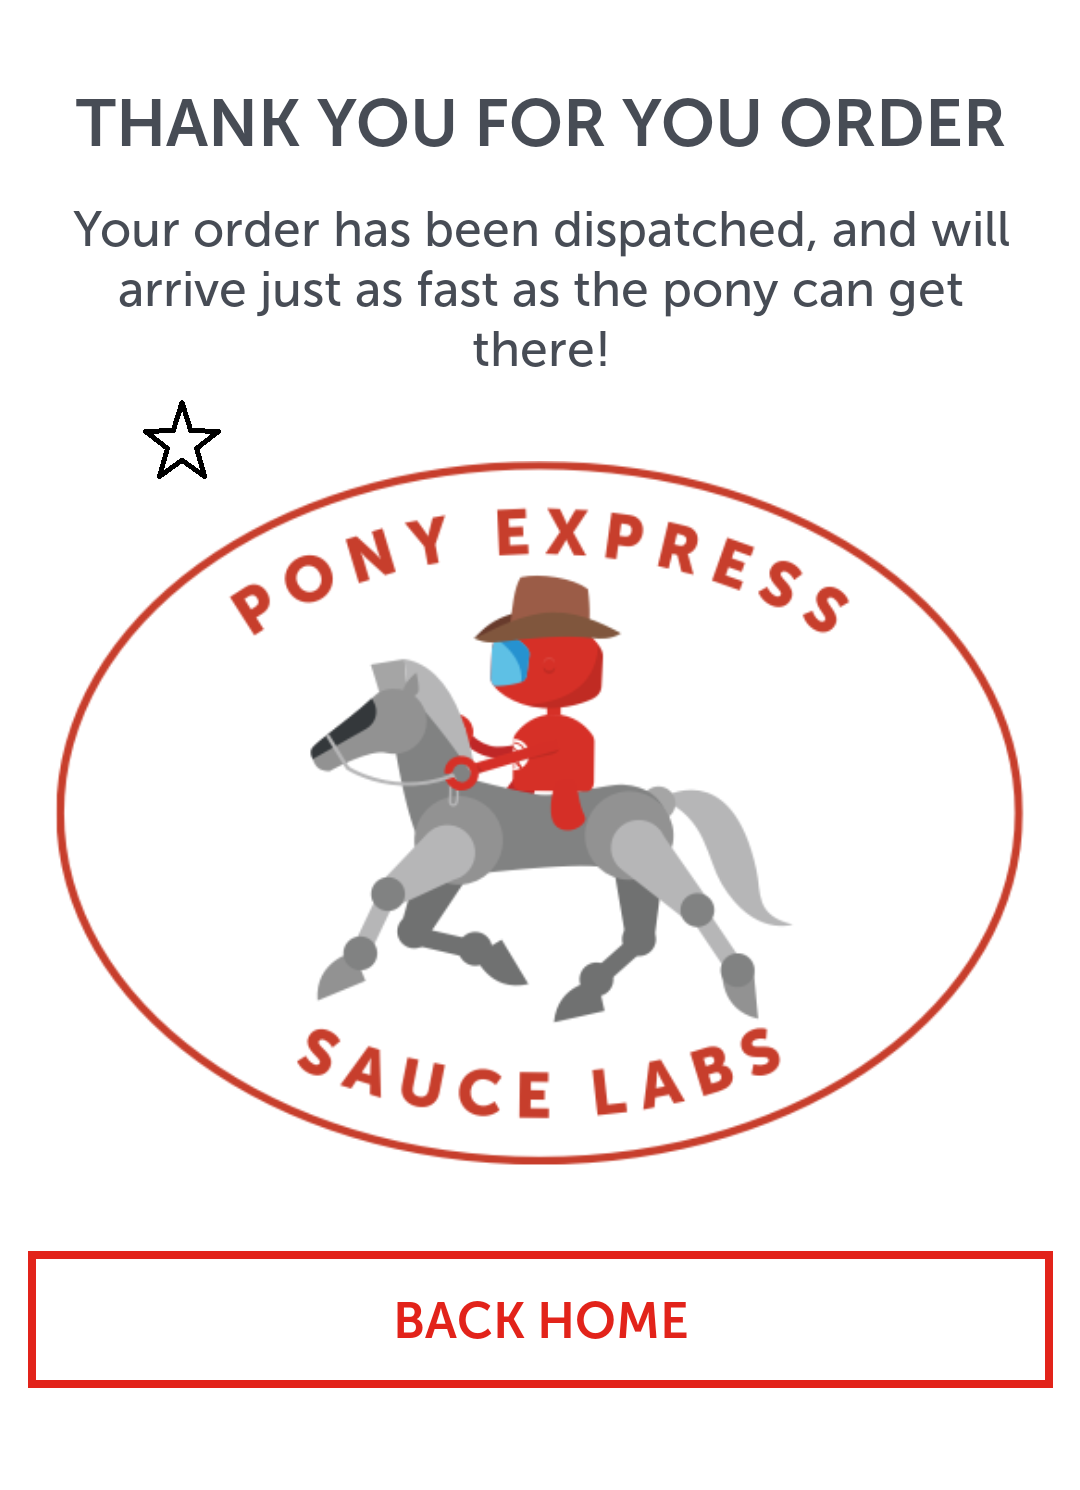 THANK YOU FOR YOU ORDER
Your order has been dispatched, and will
arrive just as fast as the pony can get
there!
PONY EXPRESS
SAUCE LABS
BACK HOME